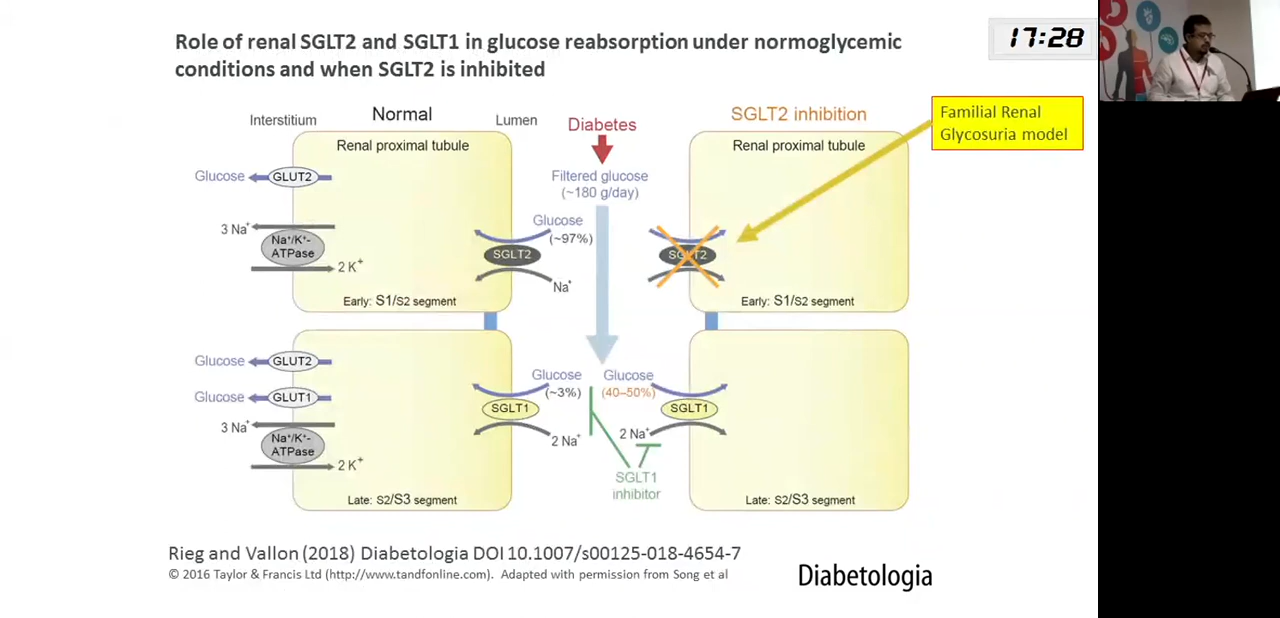 Role of renal SGLT2 and SGLT1 in glucose reabsorption under normoglycemic
conditions and when SGLT2 is inhibited
17:28
Interstitium
Normal
Lumen
Diabetes
SGLT2 inhibition
Familial Renal
Glycosuria model
Renal proximal tubule
Glucose
GLUT2
3 Na⁺
Na⁺/K⁺-
ATPase
2 K⁺
Early: S1/S2 segment
Filtered glucose
(~180 g/day)
Glucose
(~97%)
SGLT2
Na⁺
Renal proximal tubule
SGLT2
Early: S1/S2 segment
Glucose
GLUT2
Glucose
GLUT1
3 Na⁺
Na⁺/K⁺-
ATPase
2 K⁺
Late: S2/S3 segment
Glucose
(~3%)
SGLT1
2 Na⁺
Glucose
(40–50%)
SGLT1
2 Na⁺
SGLT1
inhibitor
Late: S2/S3 segment
Rieg and Vallon (2018) Diabetologia DOI 10.1007/s00125-018-4654-7
© 2016 Taylor & Francis Ltd (http://www.tandfonline.com). Adapted with permission from Song et al
Diabetologia